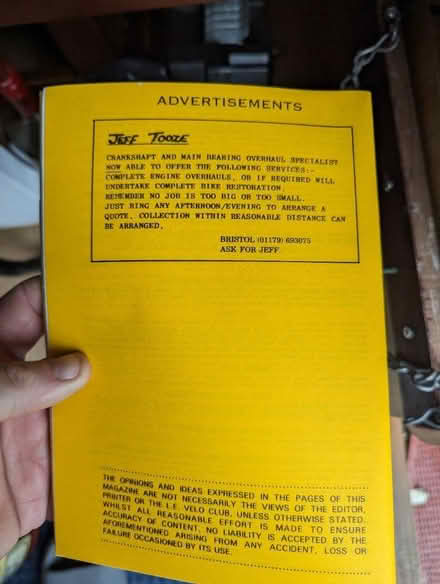 ADVERTISEMENTS
JEFF TOOZE
CRANKSHAFT AND MAIN BEARING OVERHAUL SPECIALIST
NOW ABLE TO OFFER THE FOLLOWING SERVICES:-
COMPLETE ENGINE OVERHAULS, OR IF REQUIRED WILL
UNDERTAKE COMPLETE BIKE RESTORATION.
REMEMBER NO JOB IS TOO BIG OR TOO SMALL.
JUST RING ANY AFTERNOON/EVENING TO ARRANGE A
QUOTE. COLLECTION WITHIN REASONABLE DISTANCE CAN
BE ARRANGED.
BRISTOL (01179) 693075
ASK FOR JEFF
THE OPINIONS AND IDEAS EXPRESSED IN THE PAGES OF THIS
MAGAZINE ARE NOT NECESSARILY THE VIEWS OF THE EDITOR,
PRINTER OR THE L.E. VELO CLUB, UNLESS OTHERWISE STATED.
WHILST ALL REASONABLE EFFORT IS MADE TO ENSURE
ACCURACY OF CONTENT, NO LIABILITY IS ACCEPTED BY THE
AFOREMENTIONED ARISING FROM ANY ACCIDENT, LOSS OR
FAILURE OCCASIONED BY ITS USE.